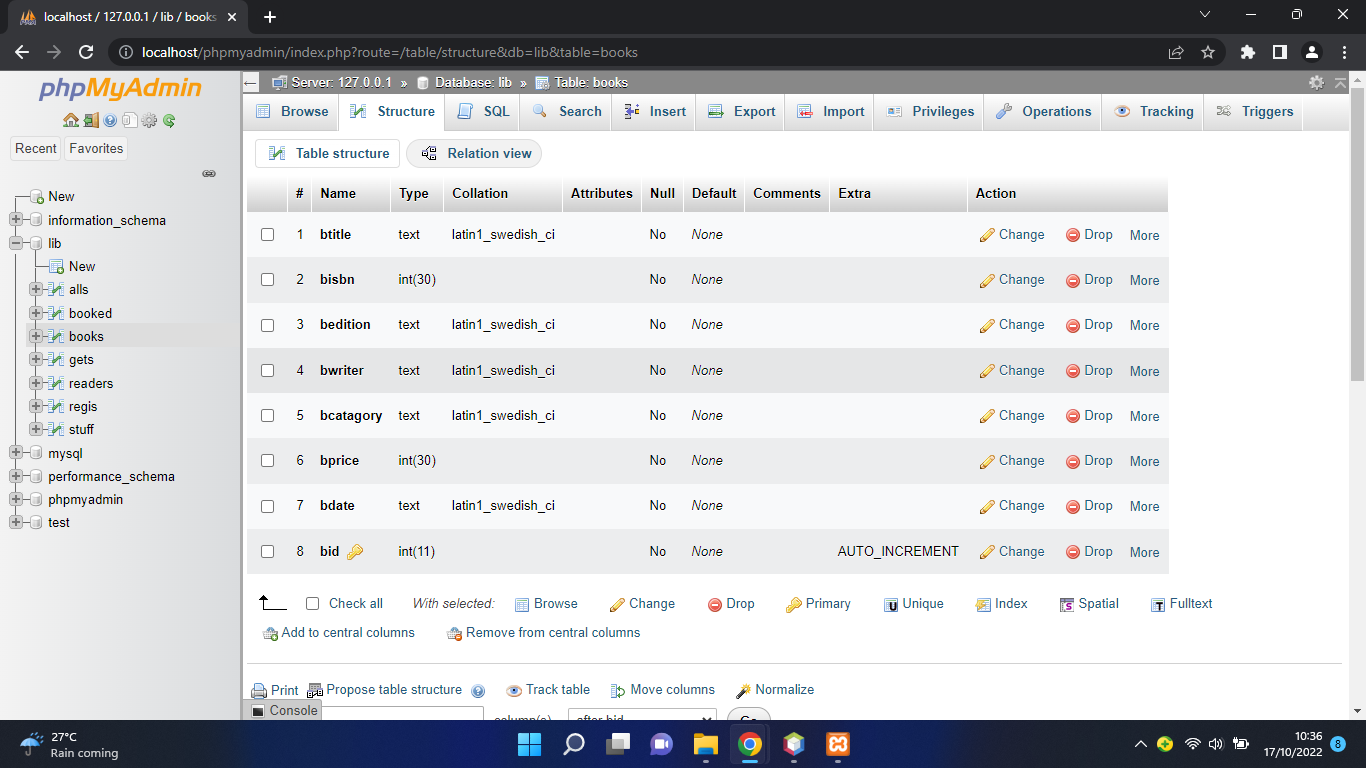 localhost / 127.0.0.1 / lib / books
localhost/phpmyadmin/index.php?route=/table/structure&db=lib&table=books
phpMyAdmin
Recent Favorites
New
information_schema
lib
New
alls
booked
books
gets
readers
regis
stuff
mysql
performance_schema
phpmyadmin
test
Server: 127.0.0.1 » Database: lib » Table: books
Browse Structure SQL Search Insert Export Import Privileges Operations Tracking Triggers
Table structure Relation view
# Name Type Collation Attributes Null Default Comments Extra Action
1 btitle text latin1_swedish_ci No None Change Drop More
2 bisbn int(30) No None Change Drop More
3 bedition text latin1_swedish_ci No None Change Drop More
4 bwriter text latin1_swedish_ci No None Change Drop More
5 bcatagory text latin1_swedish_ci No None Change Drop More
6 bprice int(30) No None Change Drop More
7 bdate text latin1_swedish_ci No None Change Drop More
8 bid int(11) No None AUTO_INCREMENT Change Drop More
Check all With selected: Browse Change Drop Primary Unique Index Spatial Fulltext
Add to central columns Remove from central columns
Print Propose table structure Track table Move columns Normalize
Console column(s) after bid Go
27°C
Rain coming
10:36
17/10/2022 8